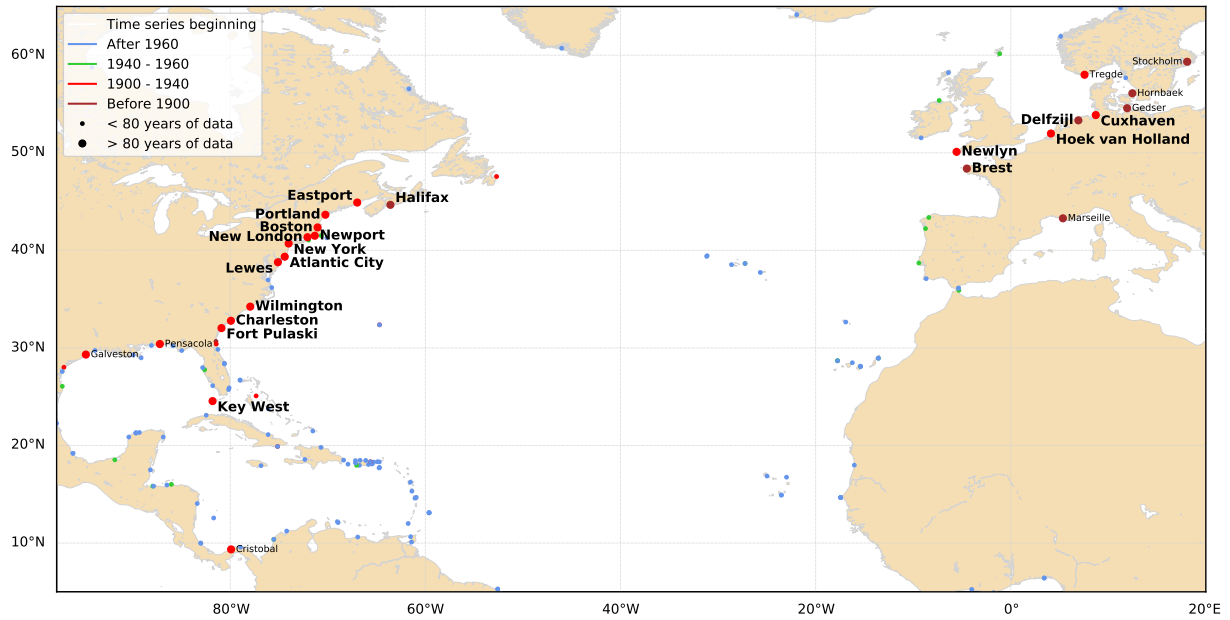 Time series beginning
After 1960
1940 - 1960
1900 - 1940
Before 1900
< 80 years of data
> 80 years of data
60°N
50°N
40°N
30°N
20°N
10°N
Stockholm
Tregde
Hornbaek
Gedser
Delfzijl
Cuxhaven
Hoek van Holland
Newlyn
Brest
Marseille
Eastport
Halifax
Portland
Boston
New London
Newport
New York
Atlantic City
Lewes
Wilmington
Charleston
Fort Pulaski
Pensacola
Galveston
Key West
Cristobal
80°W
60°W
40°W
20°W
0°
20°E